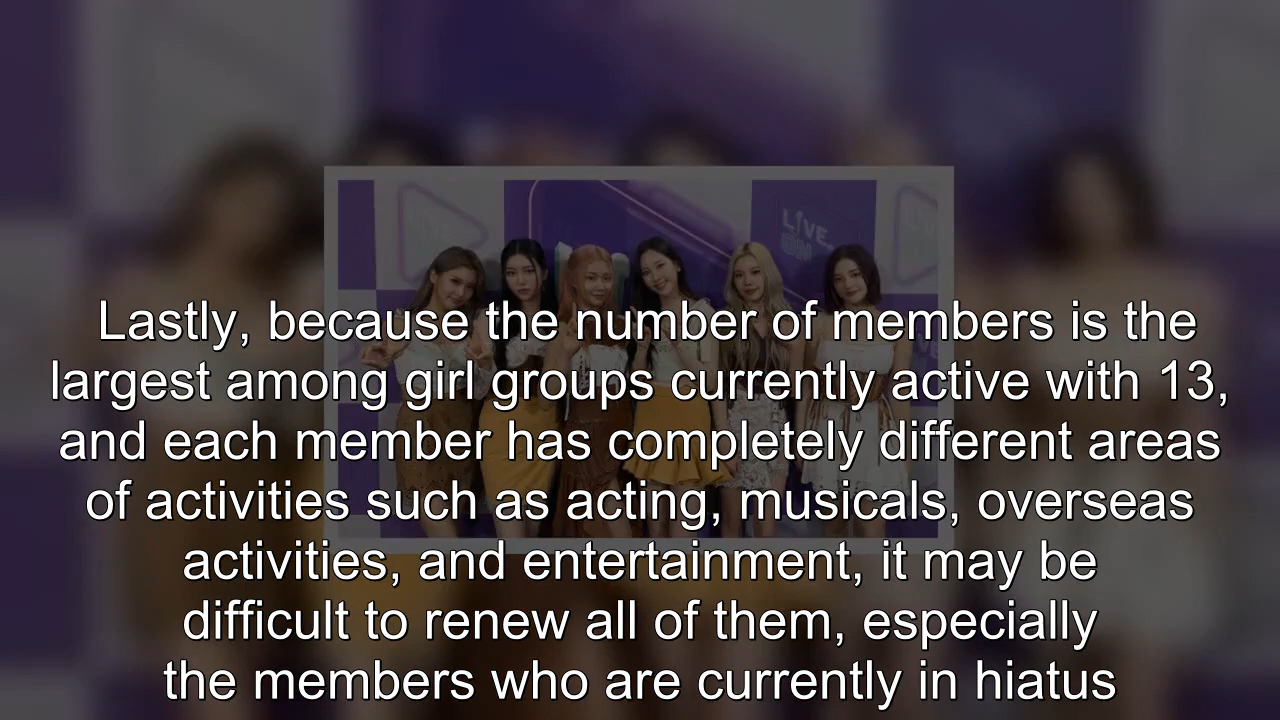 LIVE
Lastly, because the number of members is the
largest among girl groups currently active with 13,
and each member has completely different areas
of activities such as acting, musicals, overseas
activities, and entertainment, it may be
difficult to renew all of them, especially
the members who are currently in hiatus